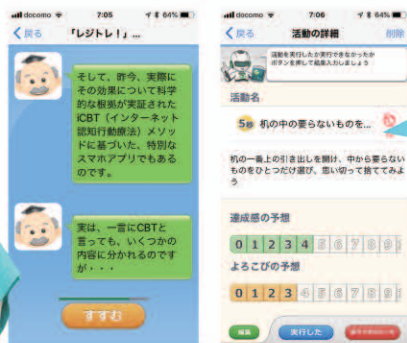 docomo 7:05 64%
戻る 「レジトレ！」...
そして、昨今、実際に
その効果について科学
的な根拠が実証された
iCBT（インターネット
認知行動療法）メソッ
ドに基づいた、特別な
スマホアプリでもある
のです。
実は、一言にCBTと
言っても、いくつかの
内容に分かれるのです
が・・・
すすむ
docomo 7:06 64%
戻る 活動の詳細 削除
活動を実行したか実行できなかったか
ボタンを押して結果入力しましょう
活動名
5分 机の中の要らないものを...
机の一番上の引き出しを開け、中から要らない
ものをひとつだけ選び、思い切って捨ててみよ
う
達成感の予想
0 1 2 3 4 5 6 7 8 9
よろこびの予想
0 1 2 3 4 5 6 7 8 9
実行した